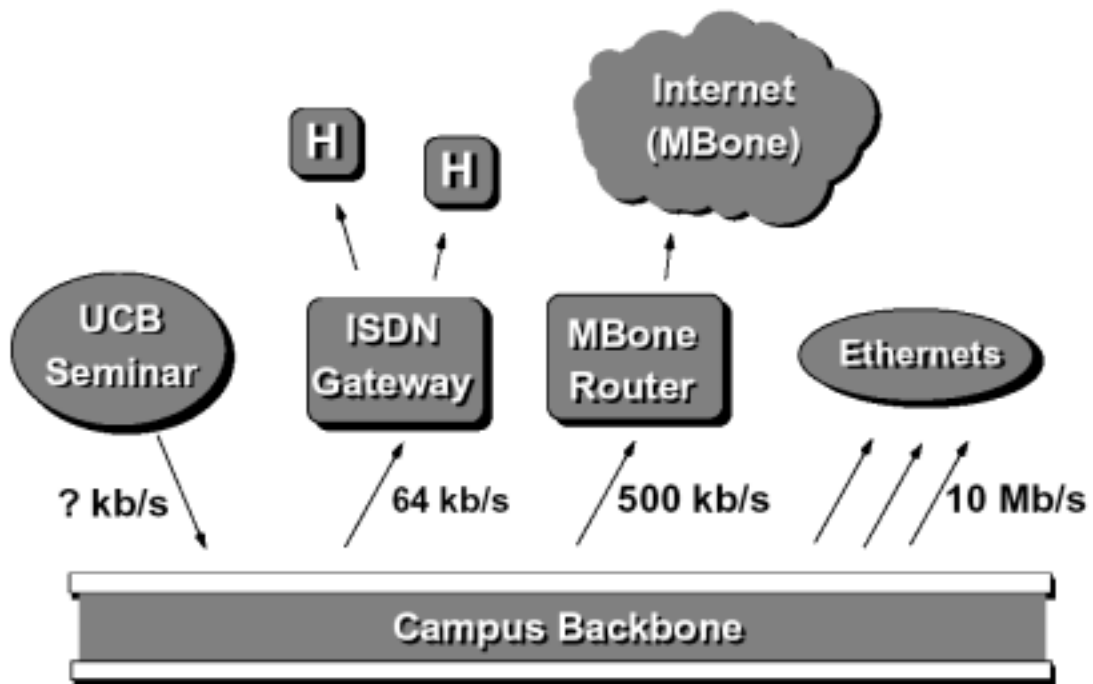 Internet
(MBone)
H
H
UCB
Seminar
ISDN
Gateway
MBone
Router
Ethernets
? kb/s
64 kb/s
500 kb/s
10 Mb/s
Campus Backbone